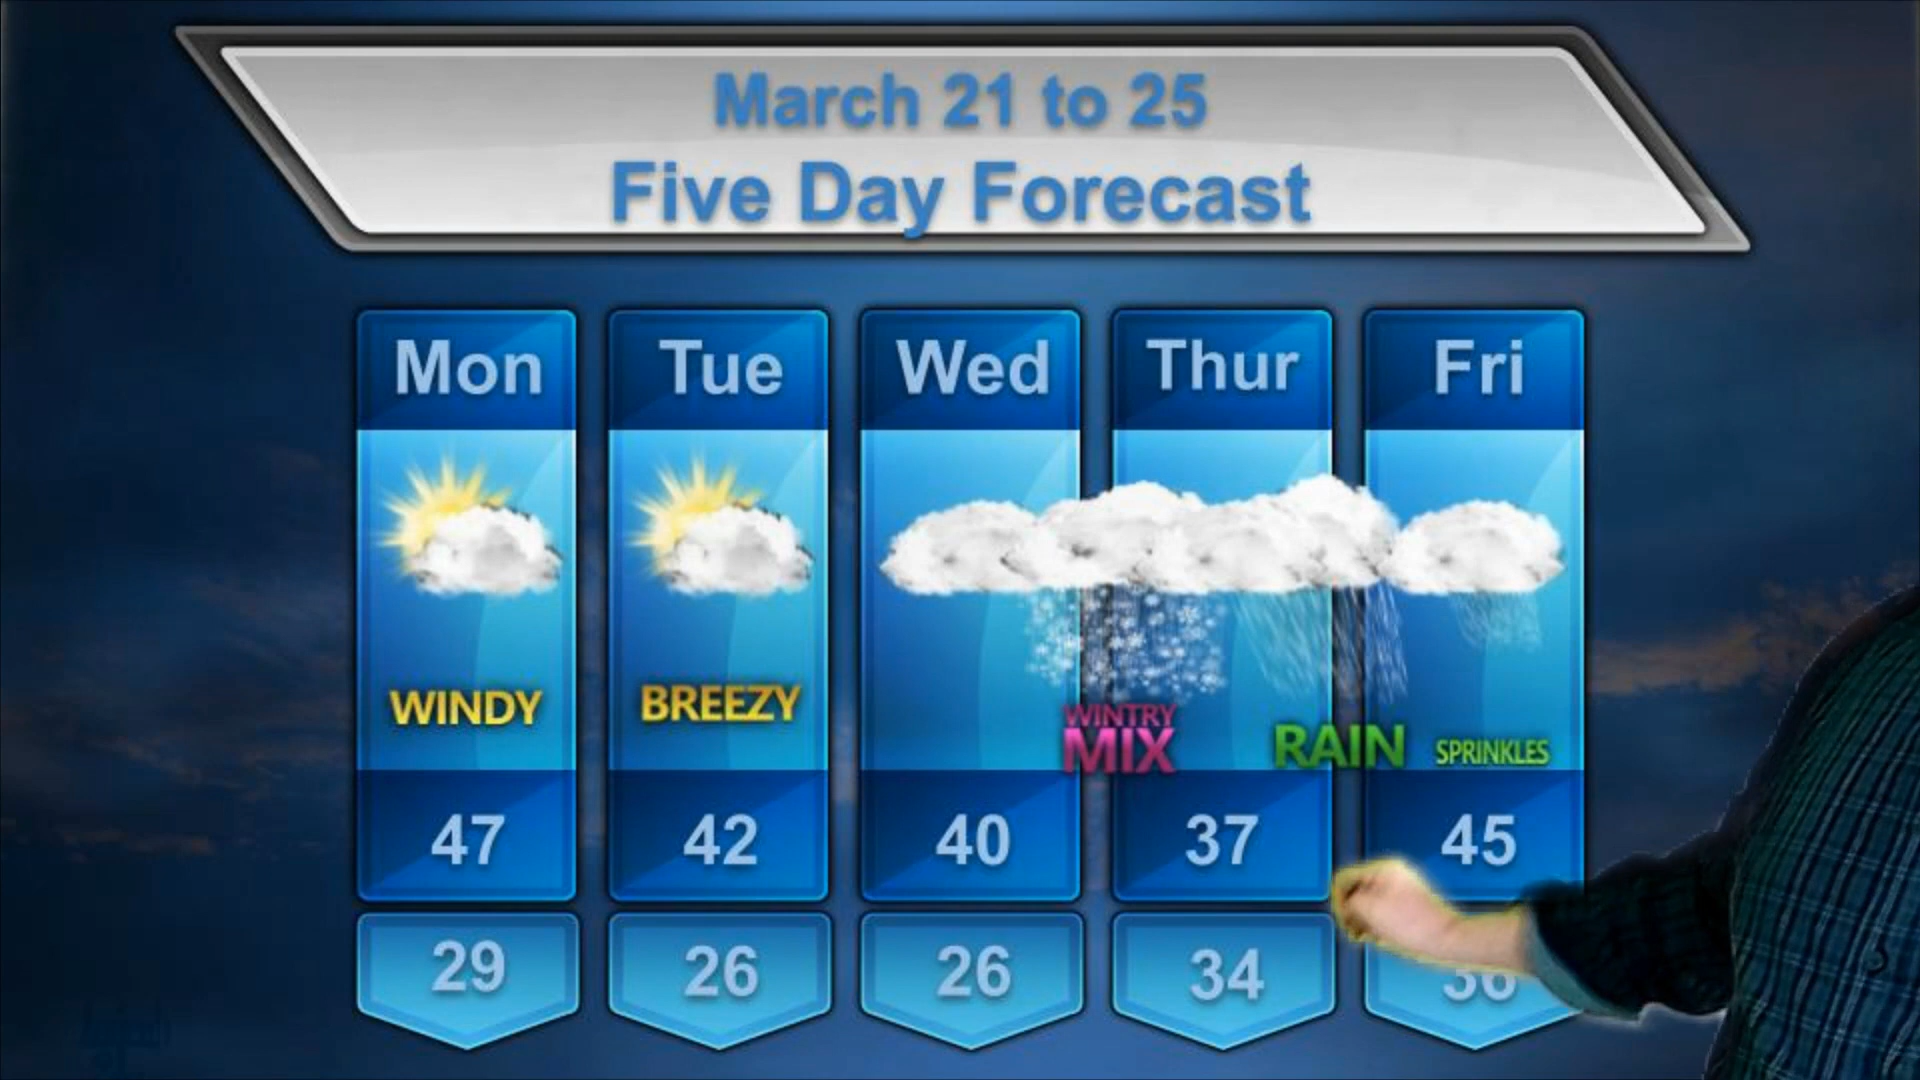 March 21 to 25
Five Day Forecast
Mon Tue Wed Thur Fri
WINDY BREEZY WINTRY MIX RAIN SPRINKLES
47 42 40 37 45
29 26 26 34